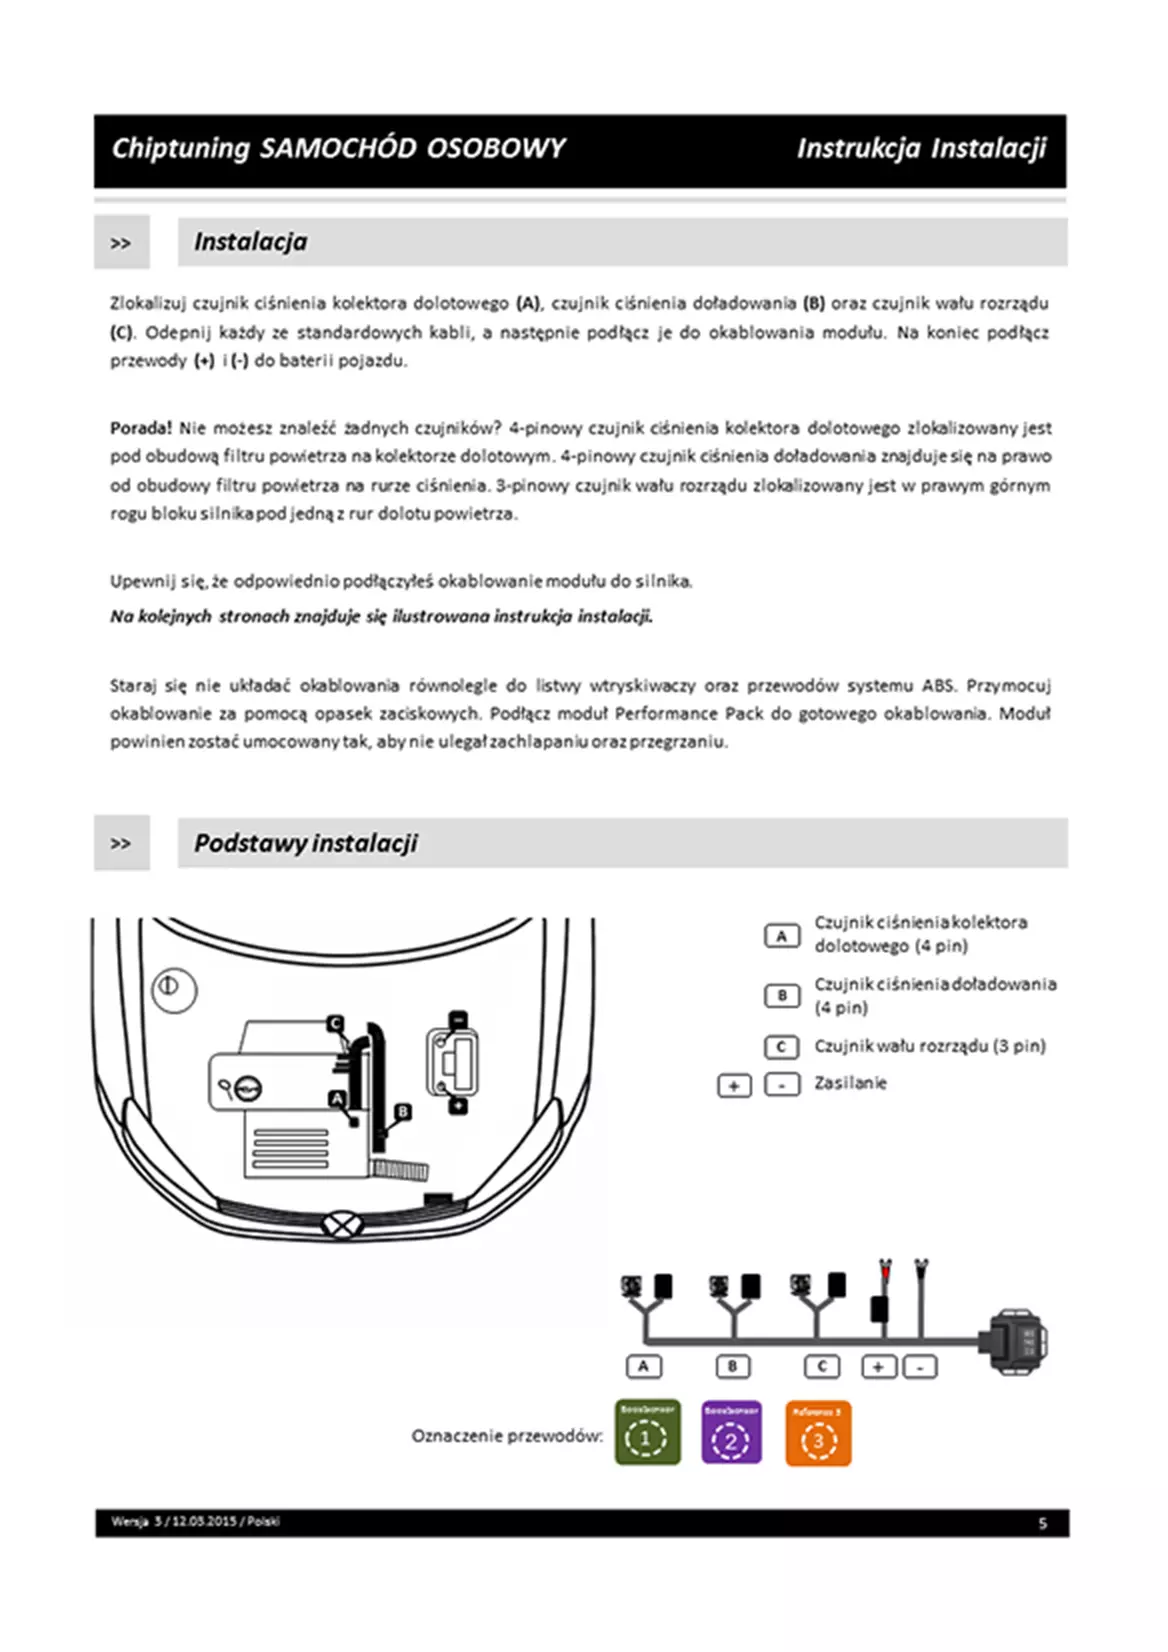 Chiptuning SAMOCHÓD OSOBOWY Instrukcja Instalacji
>> Instalacja
Zlokalizuj czujnik ciśnienia kolektora dolotowego (A), czujnik ciśnienia doładowania (B) oraz czujnik wału rozrządu
(C). Odepnij każdy ze standardowych kabli, a następnie podłącz je do okablowania modułu. Na koniec podłącz
przewody (+) i (-) do baterii pojazdu.
Porada! Nie możesz znaleźć żadnych czujników? 4-pinowy czujnik ciśnienia kolektora dolotowego zlokalizowany jest
pod obudową filtru powietrza na kolektorze dolotowym. 4-pinowy czujnik ciśnienia doładowania znajduje się na prawo
od obudowy filtru powietrza na rurze ciśnienia. 3-pinowy czujnik wału rozrządu zlokalizowany jest w prawym górnym
rogu bloku silnika pod jedną z rur dolotu powietrza.
Upewnij się, że odpowiednio podłączyłeś okablowanie modułu do silnika.
Na kolejnych stronach znajduje się ilustrowana instrukcja instalacji.
Staraj się nie układać okablowania równolegle do listwy wtryskiwaczy oraz przewodów systemu ABS. Przymocuj
okablowanie za pomocą opasek zaciskowych. Podłącz moduł Performance Pack do gotowego okablowania. Moduł
powinien zostać umocowany tak, aby nie ulegał zachlapaniu oraz przegrzaniu.
>> Podstawy instalacji
C
-
A
B
+
A Czujnik ciśnienia kolektora
dolotowego (4 pin)
B Czujnik ciśnienia doładowania
(4 pin)
C Czujnik wału rozrządu (3 pin)
+ - Zasilanie
A B C + -
Oznaczenie przewodów:
1
2
Reference 3
3
Wersja 3 / 12.03.2015 / Polski 5